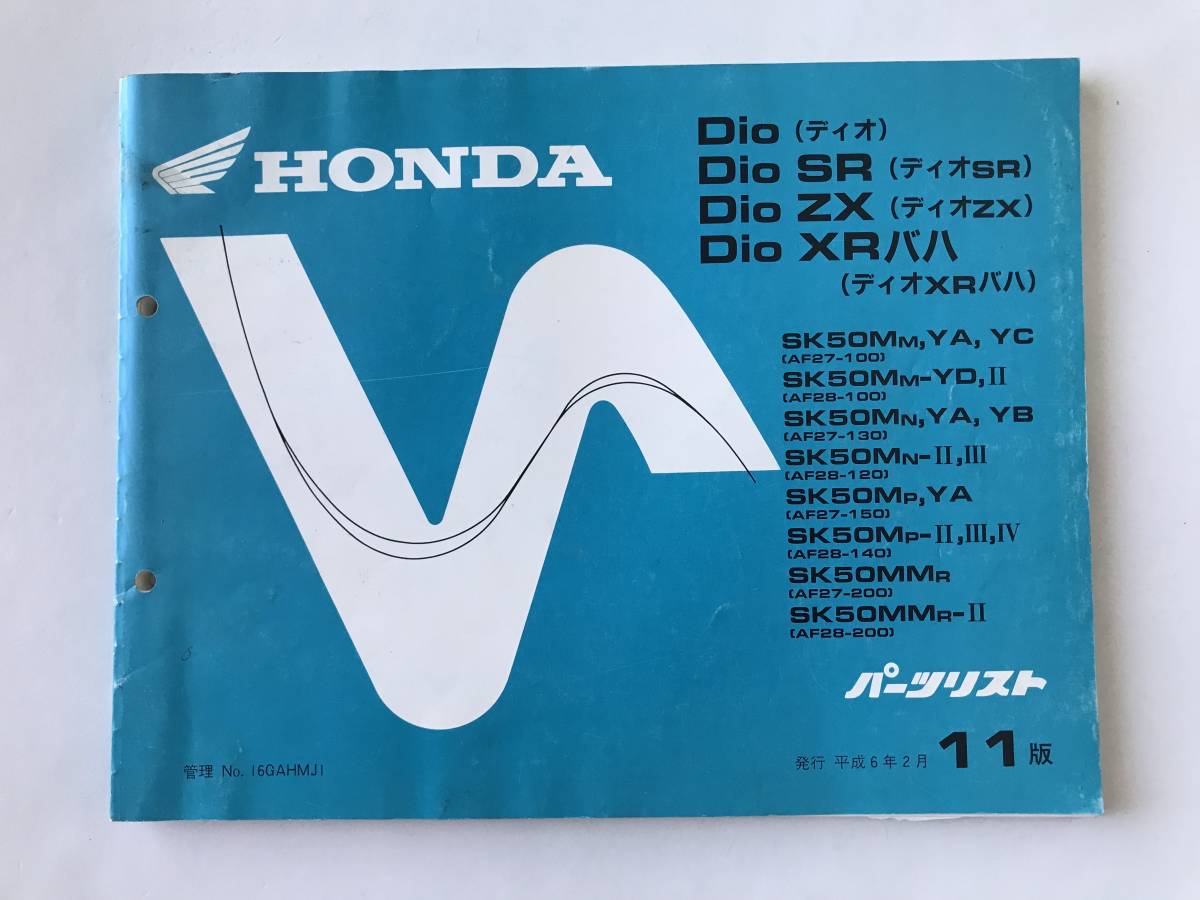 HONDA
Dio (ディオ)
Dio SR (ディオSR)
Dio ZX (ディオZX)
Dio XRバハ
(ディオXRバハ)
SK50MM,YA, YC
(AF27-100)
SK50MM-YD,II
(AF28-100)
SK50MN,YA, YB
(AF27-130)
SK50MN-II,III
(AF28-120)
SK50MP,YA
(AF27-150)
SK50MP-II,III,IV
(AF28-140)
SK50MMR
(AF27-200)
SK50MMR-II
(AF28-200)
パーツリスト
管理 No. 16GAHMJ1
発行 平成6年2月 11版